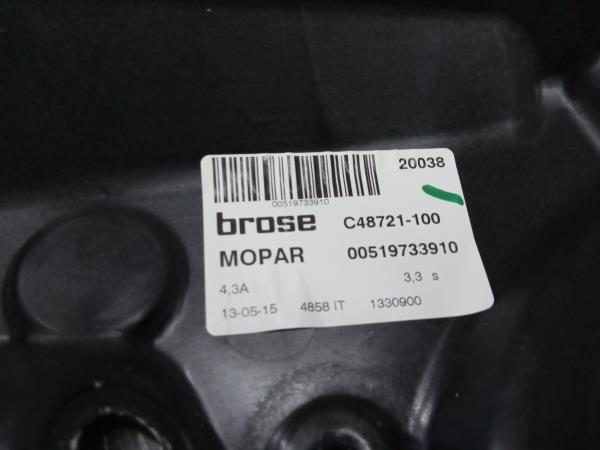 20038
00519733910
brose C48721-100
MOPAR 00519733910
4,3A 3,3 s
13-05-15 4858 IT 1330900